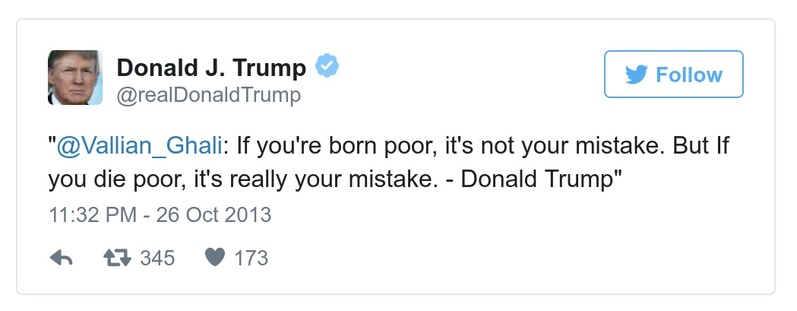 Donald J. Trump
@realDonaldTrump
Follow
"@Vallian_Ghali: If you're born poor, it's not your mistake. But If
you die poor, it's really your mistake. - Donald Trump"
11:32 PM - 26 Oct 2013
345 173